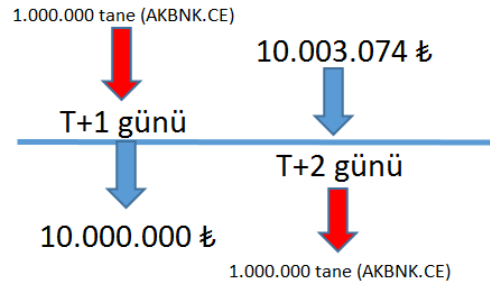 1.000.000 tane (AKBNK.CE)
10.003.074 ₺
T+1 günü
T+2 günü
10.000.000 ₺
1.000.000 tane (AKBNK.CE)